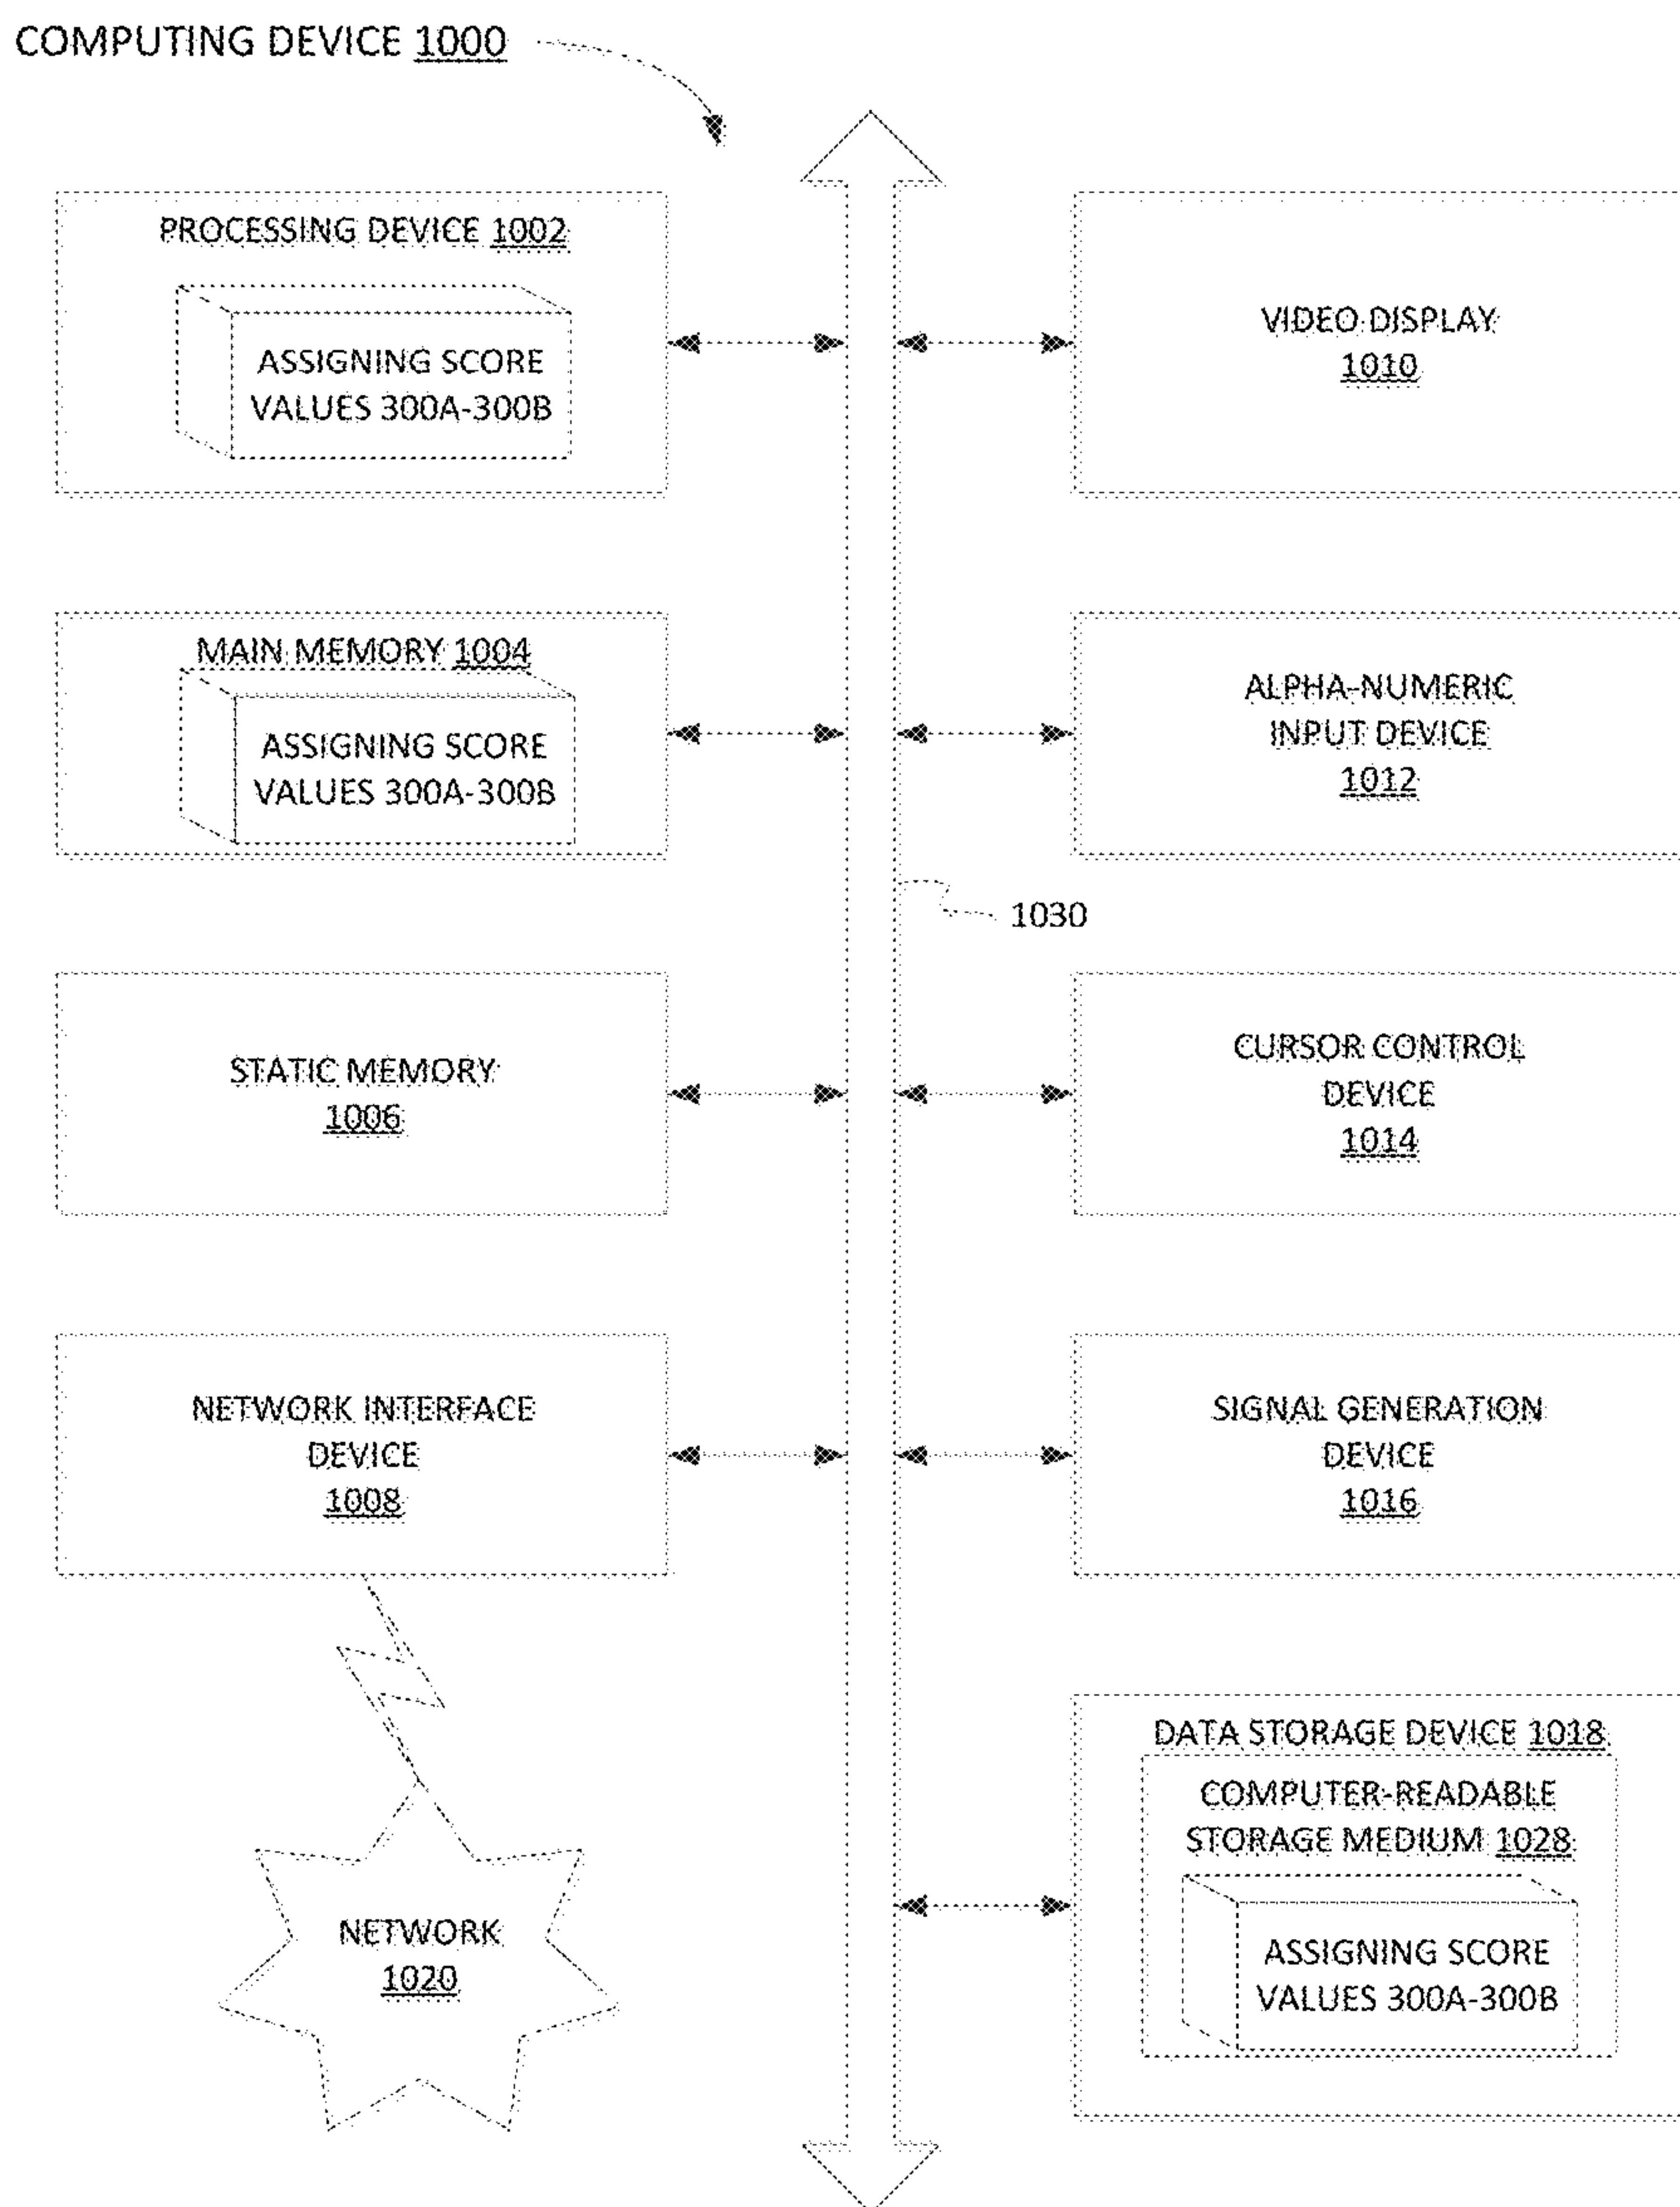 COMPUTING DEVICE 1000
PROCESSING DEVICE 1002
ASSIGNING SCORE
VALUES 300A-300B
MAIN MEMORY 1004
ASSIGNING SCORE
VALUES 300A-300B
STATIC MEMORY
1006
NETWORK INTERFACE
DEVICE
1008
NETWORK
1020
VIDEO DISPLAY
1010
ALPHA-NUMERIC
INPUT DEVICE
1012
1030
CURSOR CONTROL
DEVICE
1014
SIGNAL GENERATION
DEVICE
1016
DATA STORAGE DEVICE 1018
COMPUTER-READABLE
STORAGE MEDIUM 1028
ASSIGNING SCORE
VALUES 300A-300B